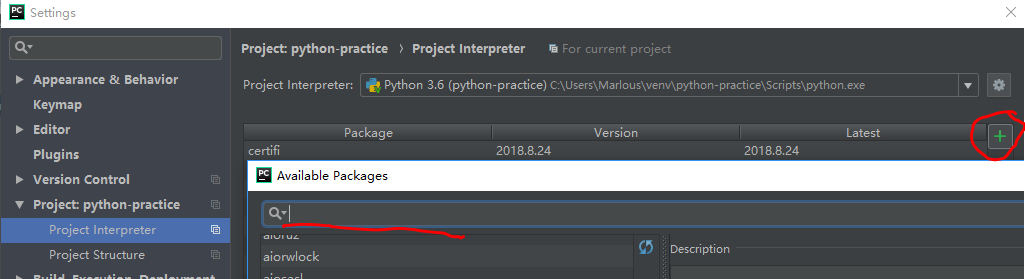 PC Settings
Project: python-practice › Project Interpreter For current project
Appearance & Behavior
Keymap
Editor
Plugins
Version Control
Project: python-practice
Project Interpreter
Project Structure
Build, Execution, Deployment
Project Interpreter: Python 3.6 (python-practice) C:\Users\Marlous\venv\python-practice\Scripts\python.exe
Package Version Latest
certifi 2018.8.24 2018.8.24
PC Available Packages
aiorwlock
Description